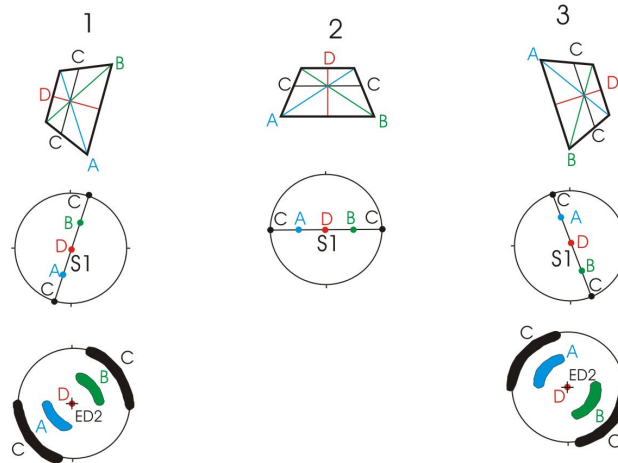 1 2 3
C B D C A
C D C A B
A C D C B
C B D A S1 C
C A D B C S1
C A D S1 B C
C B D A ED2 C
C A ED2 D B C